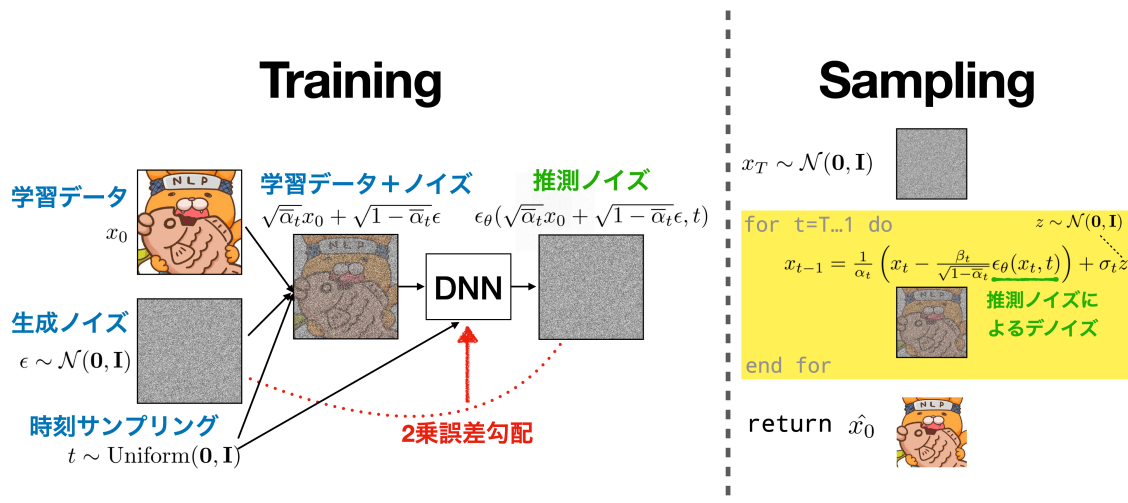 Training
学習データ
x_0
NLP
学習データ＋ノイズ
√ᾱ_t x_0 + √(1 − ᾱ_t) ϵ
NLP
推測ノイズ
ϵ_θ(√ᾱ_t x_0 + √(1 − ᾱ_t) ϵ, t)
DNN
生成ノイズ
ϵ ∼ N(0, I)
時刻サンプリング
t ∼ Uniform(0, I)
2乗誤差勾配
Sampling
x_T ∼ N(0, I)
for t=T…1 do
z ∼ N(0, I)
x_{t−1} = 1/α_t (x_t − β_t/√(1−ᾱ_t) ϵ_θ(x_t, t)) + σ_t z
NLP
推測ノイズに
よるデノイズ
end for
return x̂_0
NLP